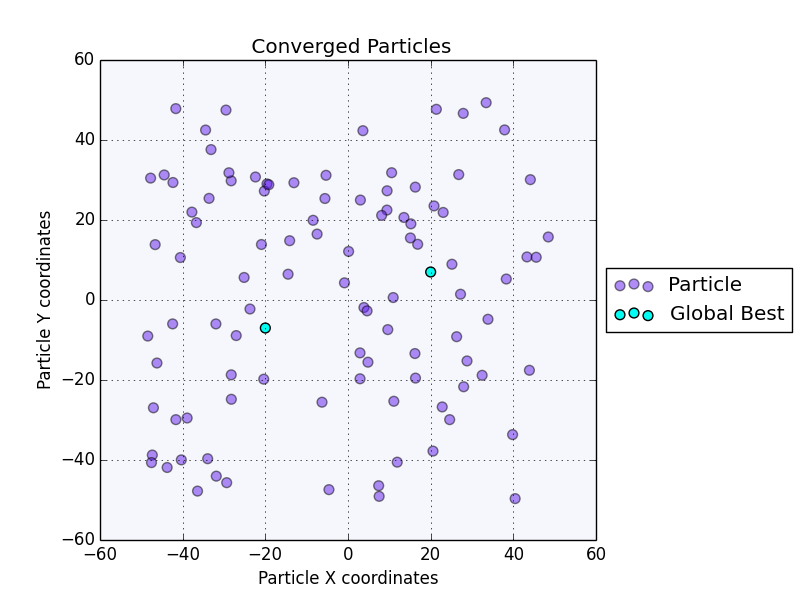 Converged Particles
60
40
20
0
−20
−40
−60
Particle Y coordinates
−60
−40
−20
0
20
40
60
Particle X coordinates
Particle
Global Best